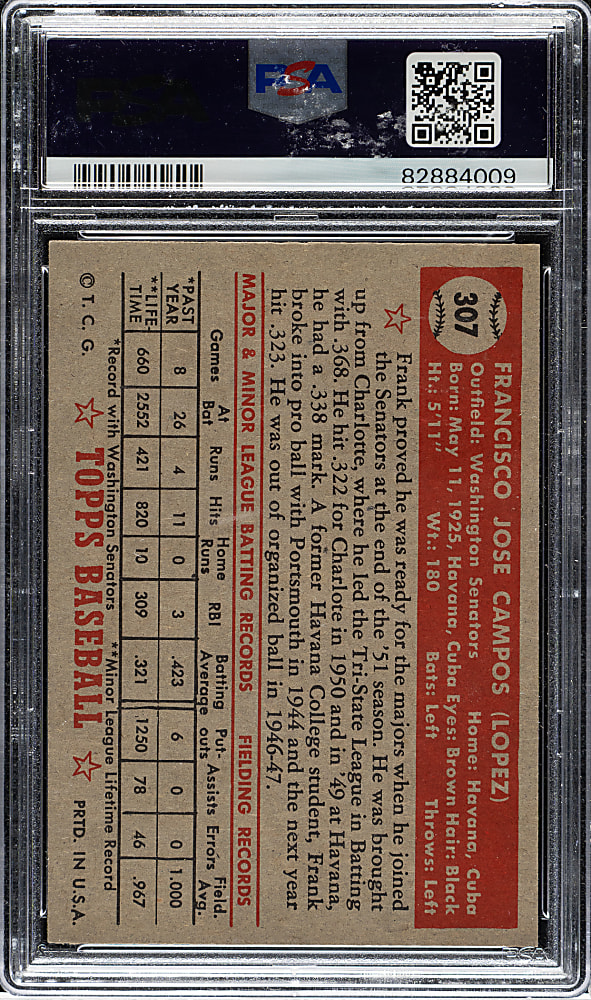 PSA
82884009
307
FRANCISCO JOSE CAMPOS (LOPEZ)
Outfield: Washington Senators Home: Havana, Cuba
Born: May 11, 1925, Havana, Cuba Eyes: Brown Hair: Black
Ht.: 5'11" Wt.: 180 Bats: Left Throws: Left
Frank proved he was ready for the majors when he joined
the Senators at the end of the '51 season. He was brought
up from Charlotte, where he led the Tri-State League in Batting
with .368. He hit .322 for Charlote in 1950 and in '49 at Havana,
he had a .338 mark. A former Havana College student, Frank
broke into pro ball with Portsmouth in 1944 and the next year
hit .323. He was out of organized ball in 1946-47.
MAJOR & MINOR LEAGUE BATTING RECORDS FIELDING RECORDS
Games At Bat Runs Hits Home Runs RBI Batting Average Put-outs Assists Errors Field. Avg.
*PAST YEAR 8 26 4 11 0 3 .423 6 0 0 1.000
**LIFE-TIME 660 2552 421 820 10 309 .321 1250 78 46 .967
*Record with Washington Senators **Minor League Lifetime Record
© T. C. G. TOPPS BASEBALL PRTD. IN U.S.A.